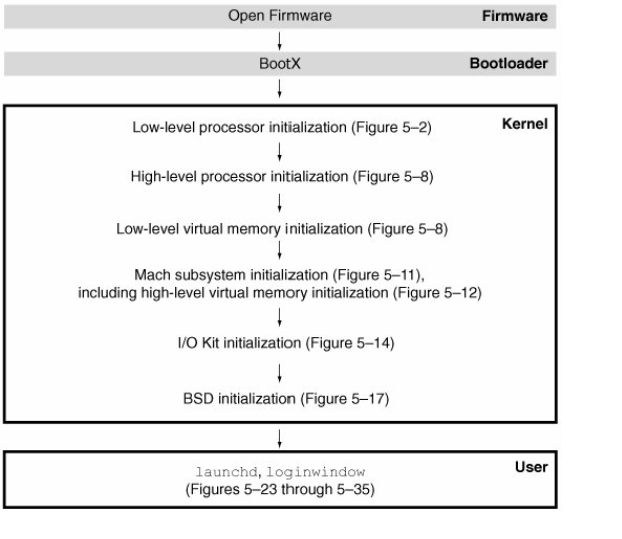 Open Firmware Firmware
BootX Bootloader
Low-level processor initialization (Figure 5–2) Kernel
High-level processor initialization (Figure 5–8)
Low-level virtual memory initialization (Figure 5–8)
Mach subsystem initialization (Figure 5–11),
including high-level virtual memory initialization (Figure 5–12)
I/O Kit initialization (Figure 5–14)
BSD initialization (Figure 5–17)
launchd, loginwindow User
(Figures 5–23 through 5–35)